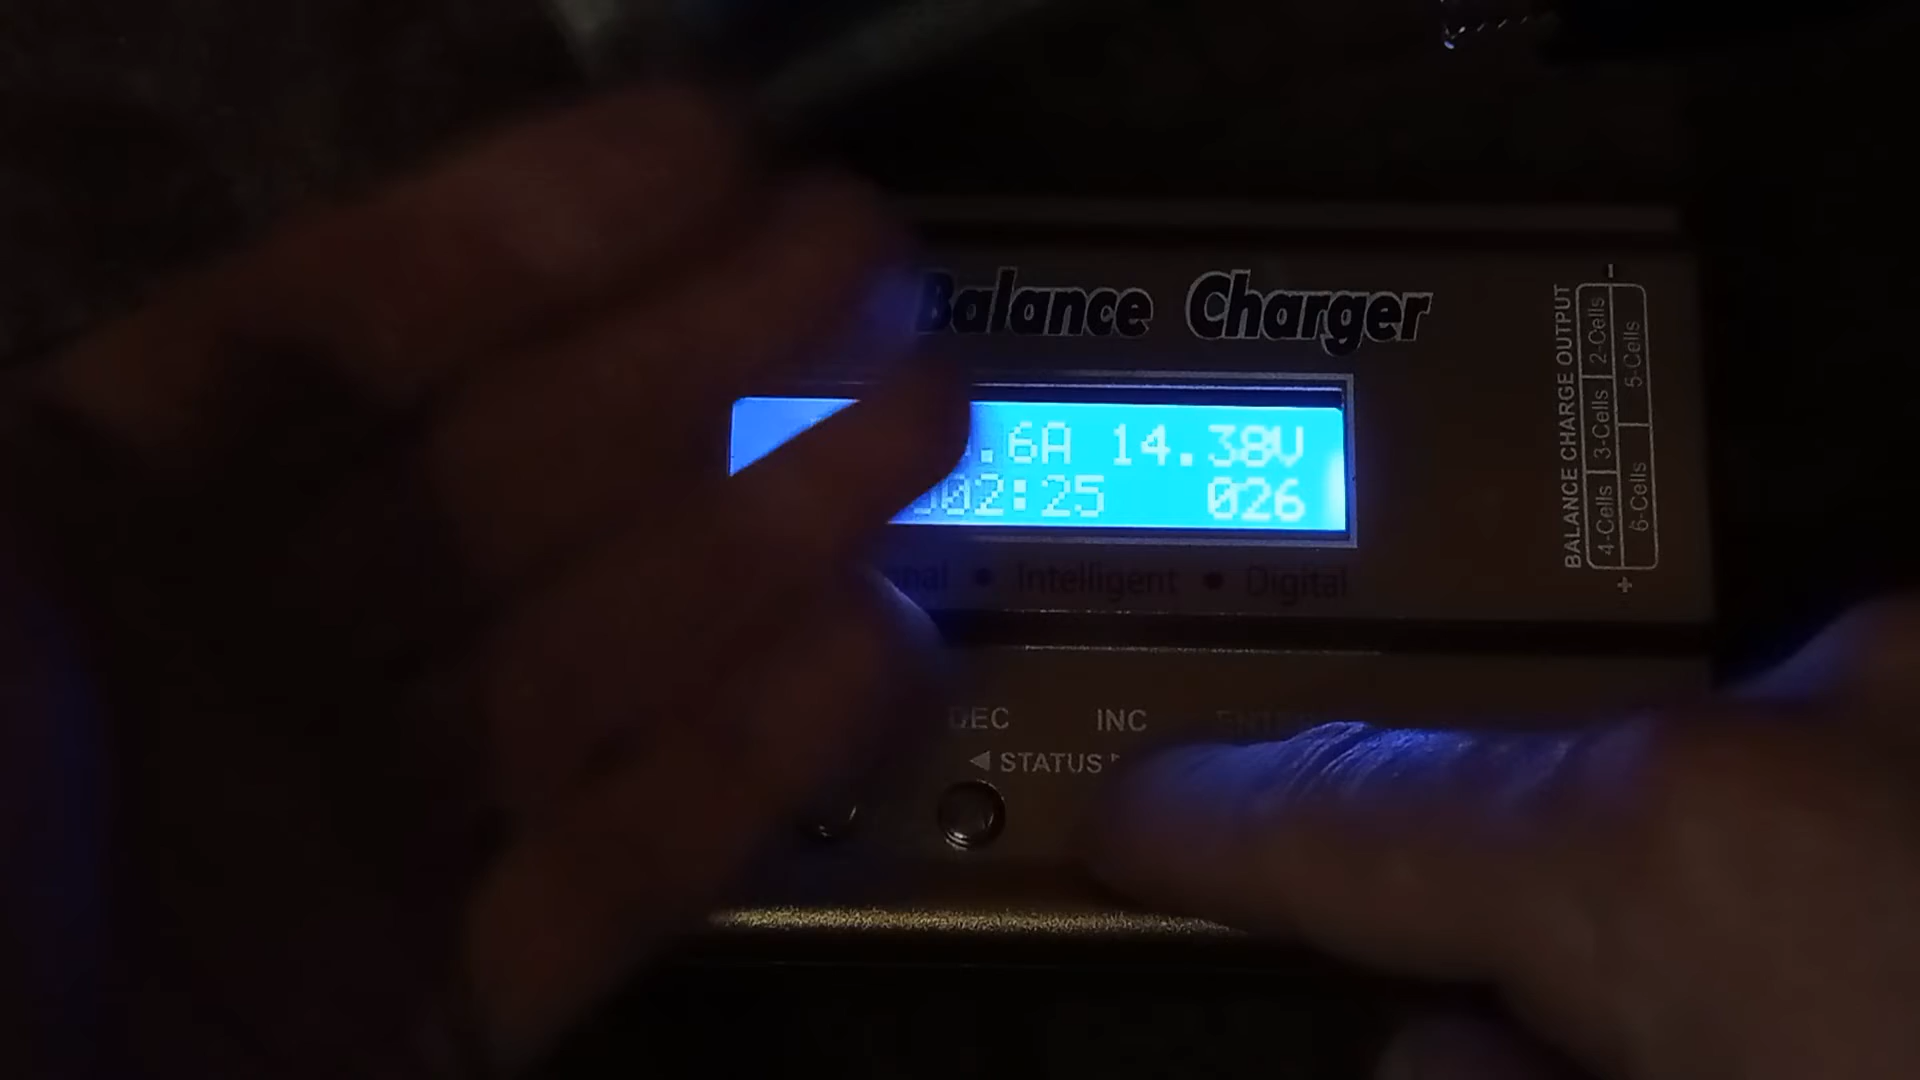 Balance Charger
.6A 14.38V
02:25 026
• Intelligent • Digital
DEC INC
◀ STATUS
BALANCE CHARGE OUTPUT
4-Cells 3-Cells 2-Cells
6-Cells 5-Cells
- +